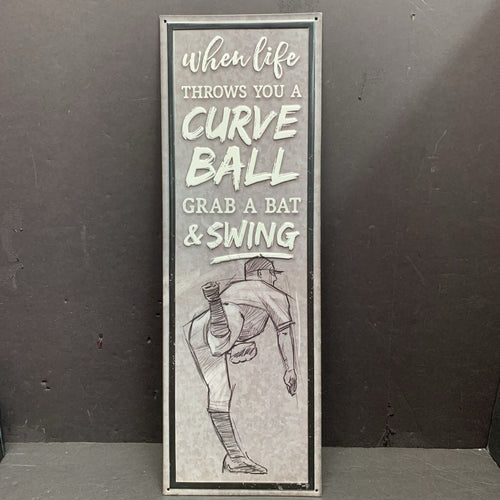 when life
THROWS YOU A
CURVE
BALL
GRAB A BAT
& SWING